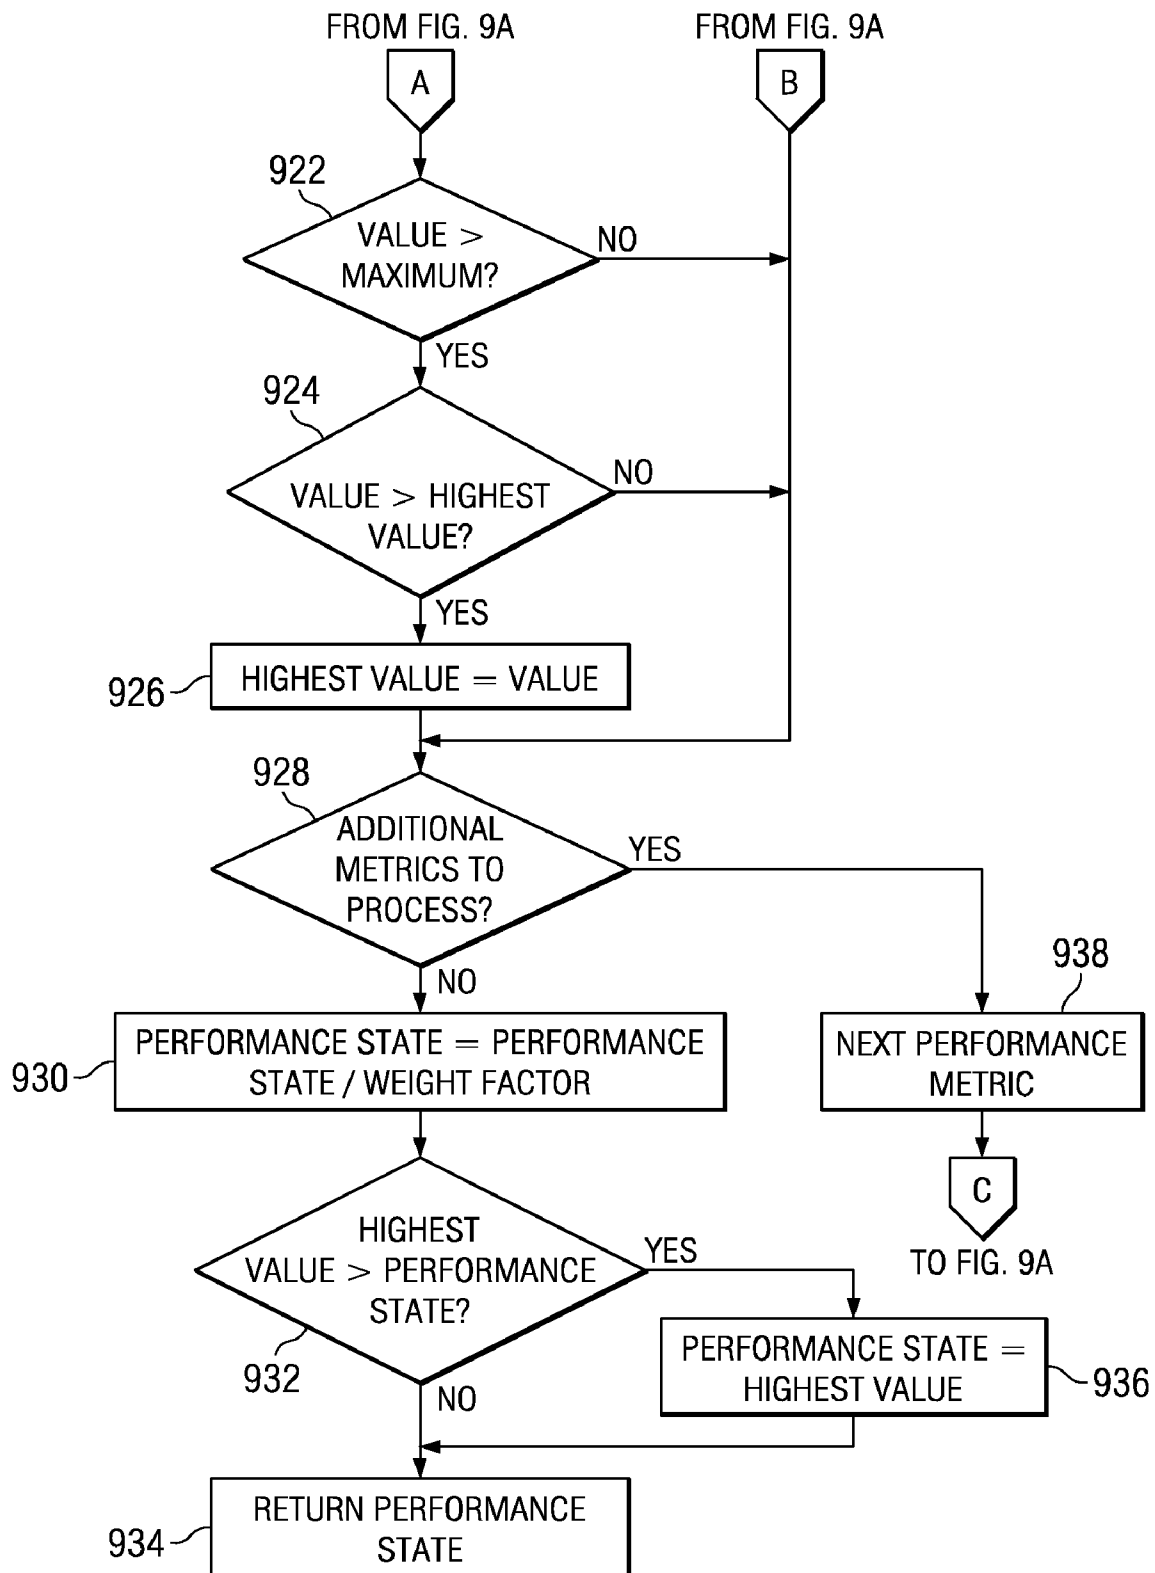 FROM FIG. 9A
FROM FIG. 9A
A
B
922
VALUE >
MAXIMUM?
NO
YES
924
VALUE > HIGHEST
VALUE?
NO
YES
926
HIGHEST VALUE = VALUE
928
ADDITIONAL
METRICS TO
PROCESS?
YES
NO
938
930
PERFORMANCE STATE = PERFORMANCE
STATE / WEIGHT FACTOR
NEXT PERFORMANCE
METRIC
C
TO FIG. 9A
HIGHEST
VALUE > PERFORMANCE
STATE?
YES
932
NO
PERFORMANCE STATE =
HIGHEST VALUE
936
934
RETURN PERFORMANCE
STATE